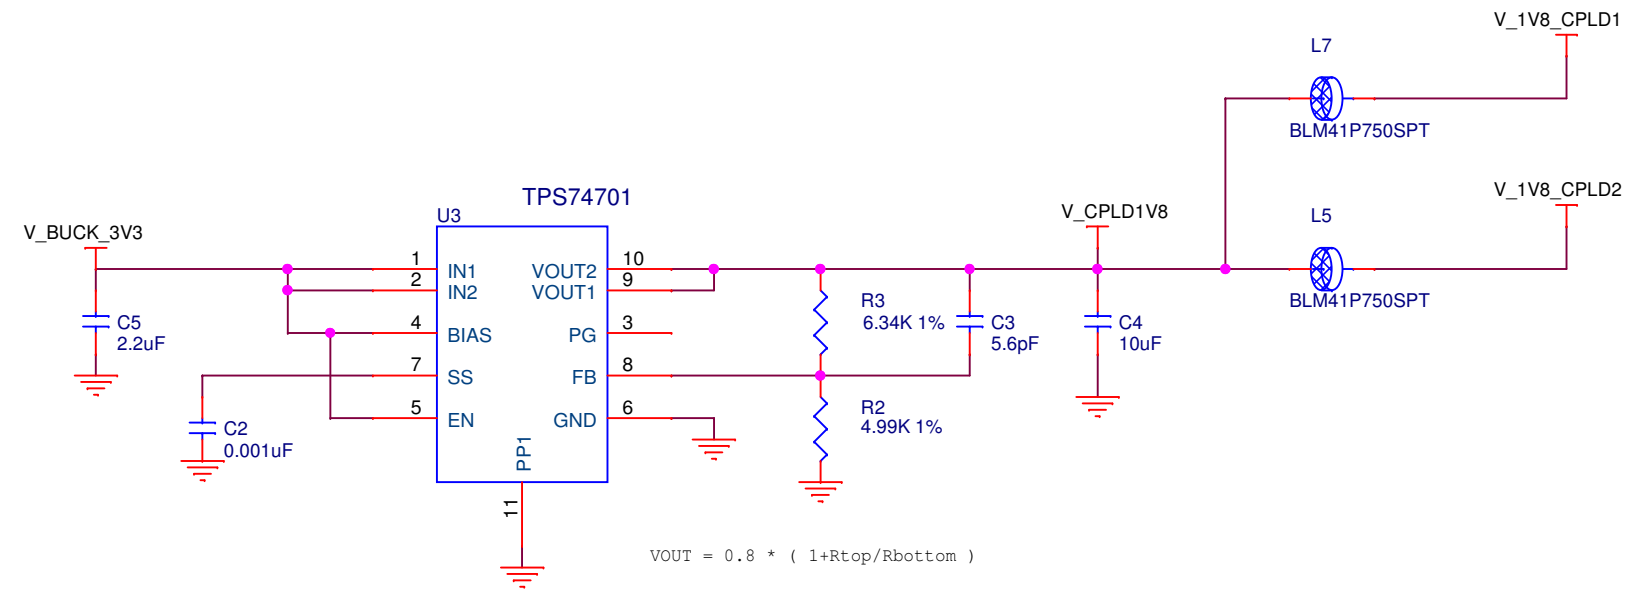 V_1V8_CPLD1
L7
BLM41P750SPT
TPS74701
V_1V8_CPLD2
U3
V_CPLD1V8
L5
V_BUCK_3V3
1
IN1
VOUT2
10
2
IN2
VOUT1
9
BLM41P750SPT
C5
2.2uF
4
BIAS
PG
3
R3
6.34K 1%
C3
5.6pF
C4
10uF
7
SS
FB
8
5
EN
GND
6
R2
4.99K 1%
C2
0.001uF
PP1
11
VOUT = 0.8 * ( 1+Rtop/Rbottom )